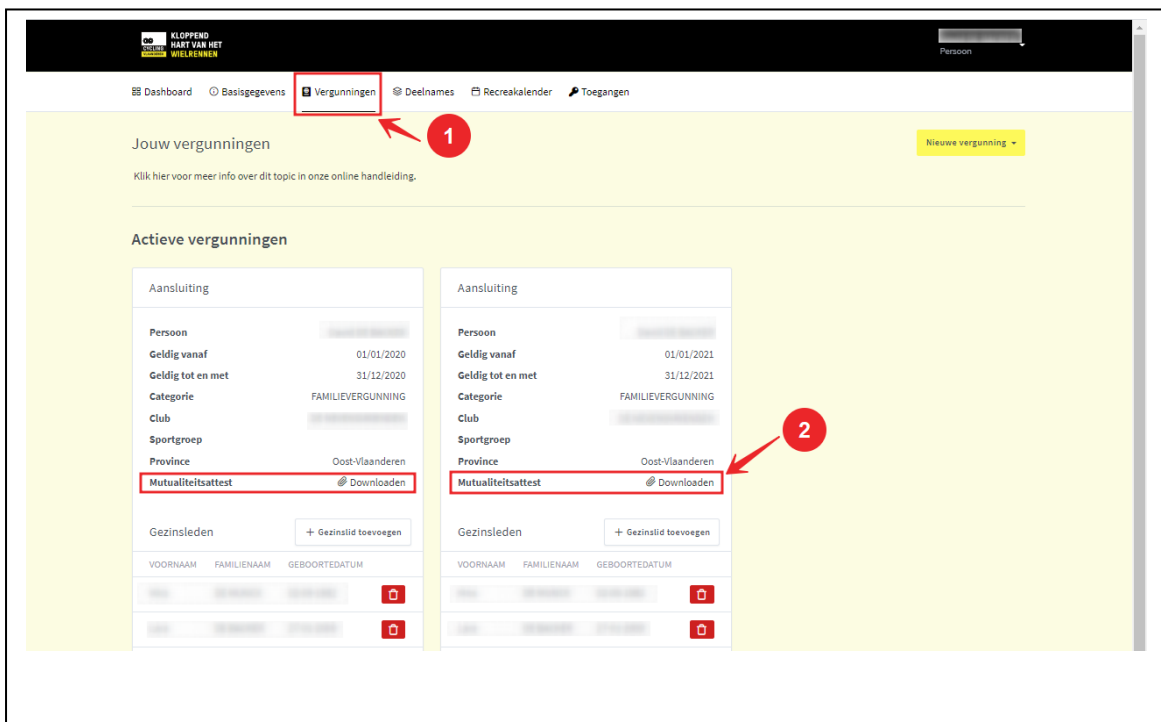 CYCLING
VLAANDEREN
KLOPPEND
HART VAN HET
WIELRENNEN
Persoon
Dashboard Basisgegevens Vergunningen Deelnames Recreakalender Toegangen
1
Jouw vergunningen
Nieuwe vergunning
Klik hier voor meer info over dit topic in onze online handleiding.
Actieve vergunningen
Aansluiting
Persoon
Geldig vanaf 01/01/2020
Geldig tot en met 31/12/2020
Categorie FAMILIEVERGUNNING
Club
Sportgroep
Province Oost-Vlaanderen
Mutualiteitsattest Downloaden
Gezinsleden + Gezinslid toevoegen
VOORNAAM FAMILIENAAM GEBOORTEDATUM
Aansluiting
Persoon
Geldig vanaf 01/01/2021
Geldig tot en met 31/12/2021
Categorie FAMILIEVERGUNNING
Club
Sportgroep
Province Oost-Vlaanderen
Mutualiteitsattest Downloaden
2
Gezinsleden + Gezinslid toevoegen
VOORNAAM FAMILIENAAM GEBOORTEDATUM